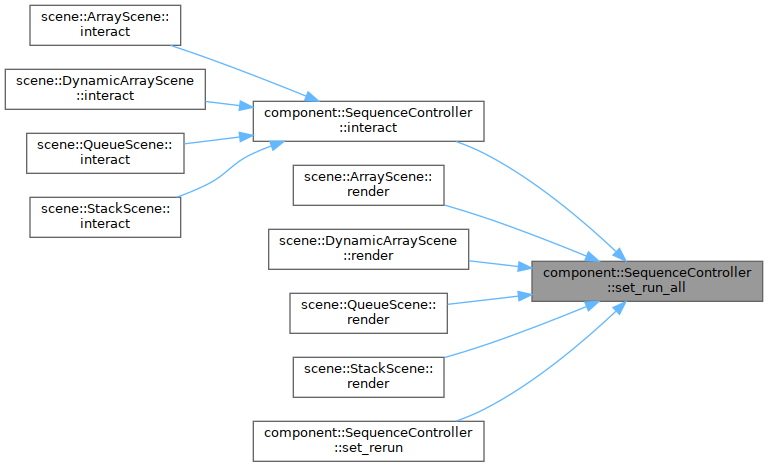 scene::ArrayScene::
interact
scene::DynamicArrayScene
::interact
scene::QueueScene::
interact
scene::StackScene::
interact
component::SequenceController
::interact
scene::ArrayScene::
render
scene::DynamicArrayScene
::render
scene::QueueScene::
render
scene::StackScene::
render
component::SequenceController
::set_rerun
component::SequenceController
::set_run_all